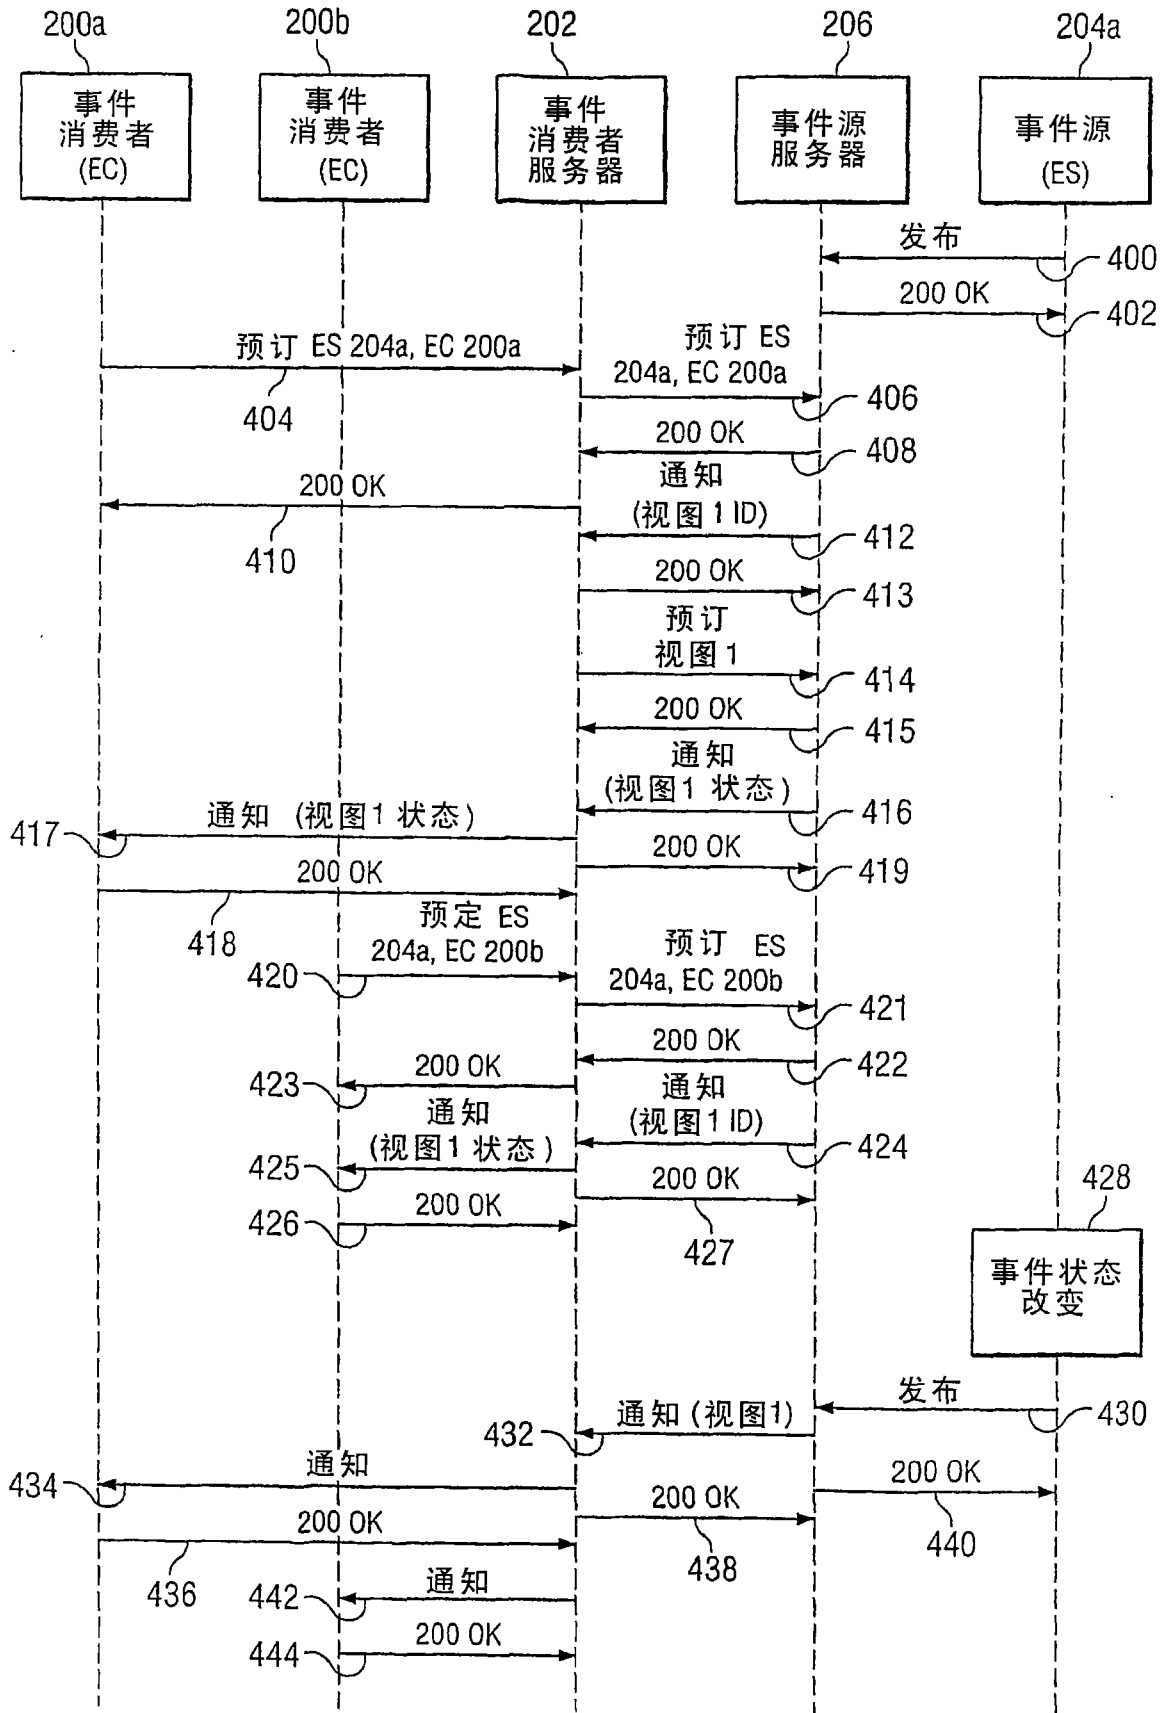 200a
200b
202
206
204a
事件
消费者
(EC)
事件
消费者
(EC)
事件
消费者
服务器
事件源
服务器
事件源
(ES)
发布
400
200 OK
402
预订 ES 204a, EC 200a
404
预订 ES
204a, EC 200a
406
200 OK
408
200 OK
410
通知
(视图1 ID)
412
200 OK
413
预订
视图1
414
200 OK
415
通知
(视图1 状态)
416
通知 (视图1 状态)
417
200 OK
419
200 OK
418
预定 ES
204a, EC 200b
420
预订 ES
204a, EC 200b
421
200 OK
422
200 OK
423
通知
(视图1 ID)
424
通知
(视图1 状态)
425
200 OK
427
200 OK
426
428
事件状态
改变
发布
430
通知 (视图1)
432
通知
434
200 OK
440
200 OK
438
200 OK
436
通知
442
200 OK
444